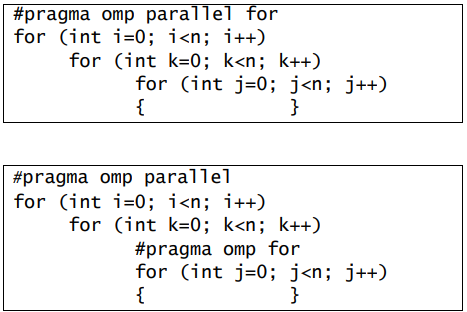 #pragma omp parallel for
for (int i=0; i<n; i++)
for (int k=0; k<n; k++)
for (int j=0; j<n; j++)
{ }
#pragma omp parallel
for (int i=0; i<n; i++)
for (int k=0; k<n; k++)
#pragma omp for
for (int j=0; j<n; j++)
{ }